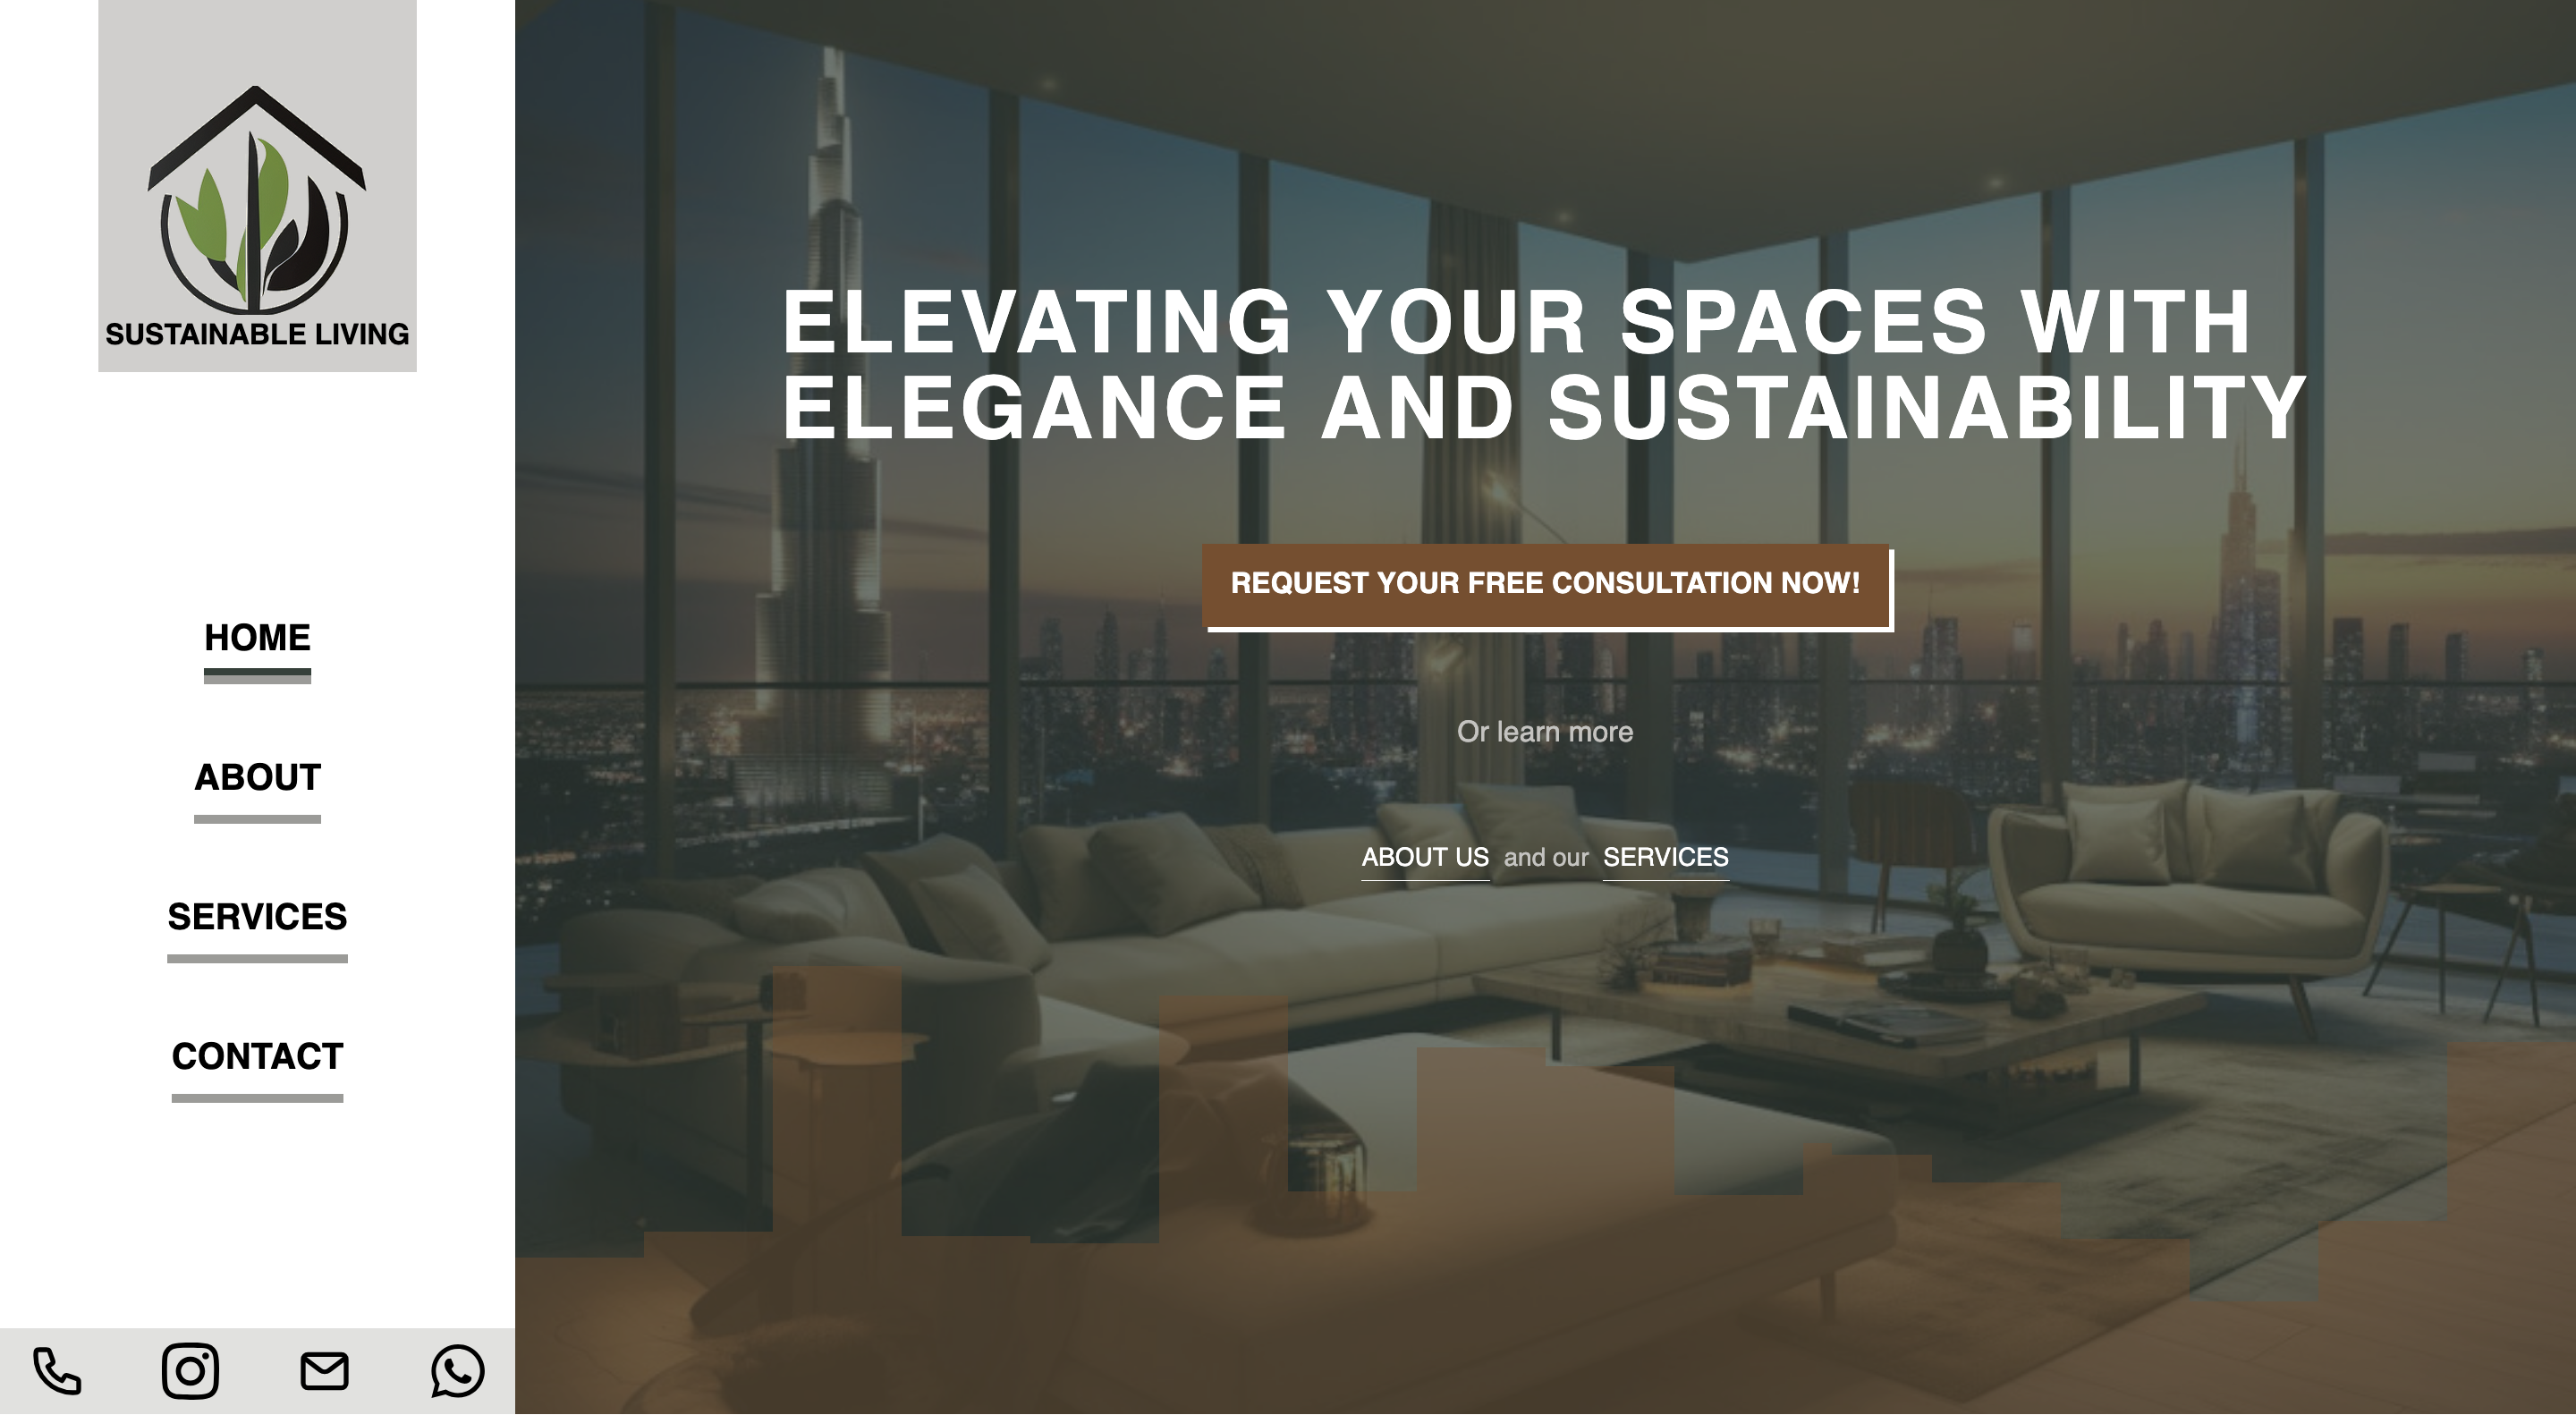 SUSTAINABLE LIVING
HOME
ABOUT
SERVICES
CONTACT
ELEVATING YOUR SPACES WITH
ELEGANCE AND SUSTAINABILITY
REQUEST YOUR FREE CONSULTATION NOW!
Or learn more
ABOUT US and our SERVICES